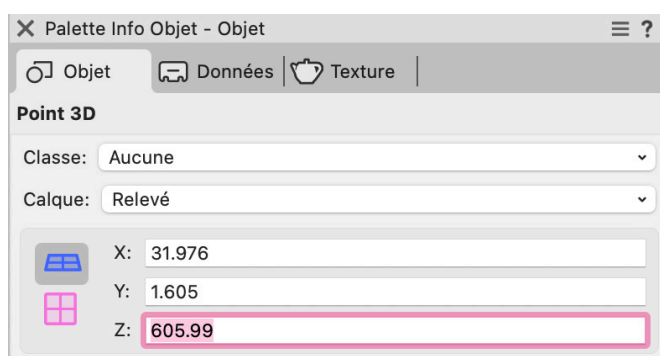 Palette Info Objet - Objet ?
Objet Données Texture
Point 3D
Classe: Aucune
Calque: Relevé
X: 31.976
Y: 1.605
Z: 605.99